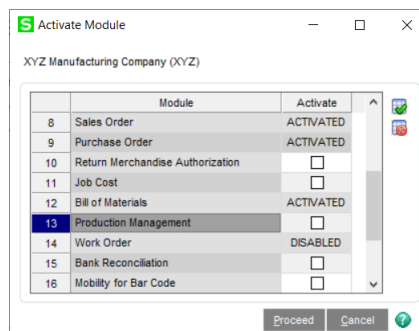 S Activate Module
XYZ Manufacturing Company (XYZ)
Module Activate
8 Sales Order ACTIVATED
9 Purchase Order ACTIVATED
10 Return Merchandise Authorization
11 Job Cost
12 Bill of Materials ACTIVATED
13 Production Management
14 Work Order DISABLED
15 Bank Reconciliation
16 Mobility for Bar Code
Proceed Cancel ?